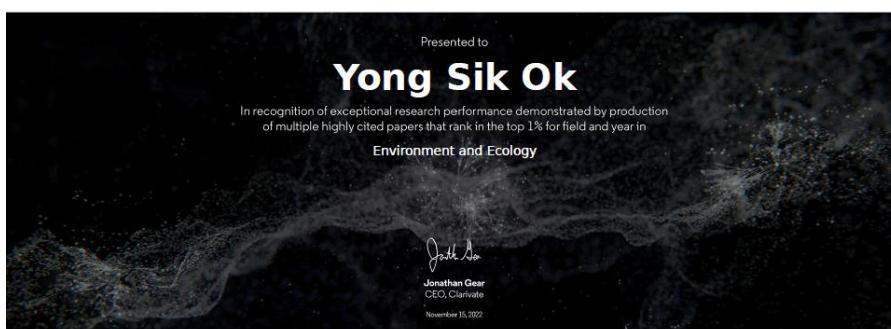 Presented to
Yong Sik Ok
In recognition of exceptional research performance demonstrated by production
of multiple highly cited papers that rank in the top 1% for field and year in
Environment and Ecology
Jonathan Gear
CEO, Clarivate
November 15, 2022